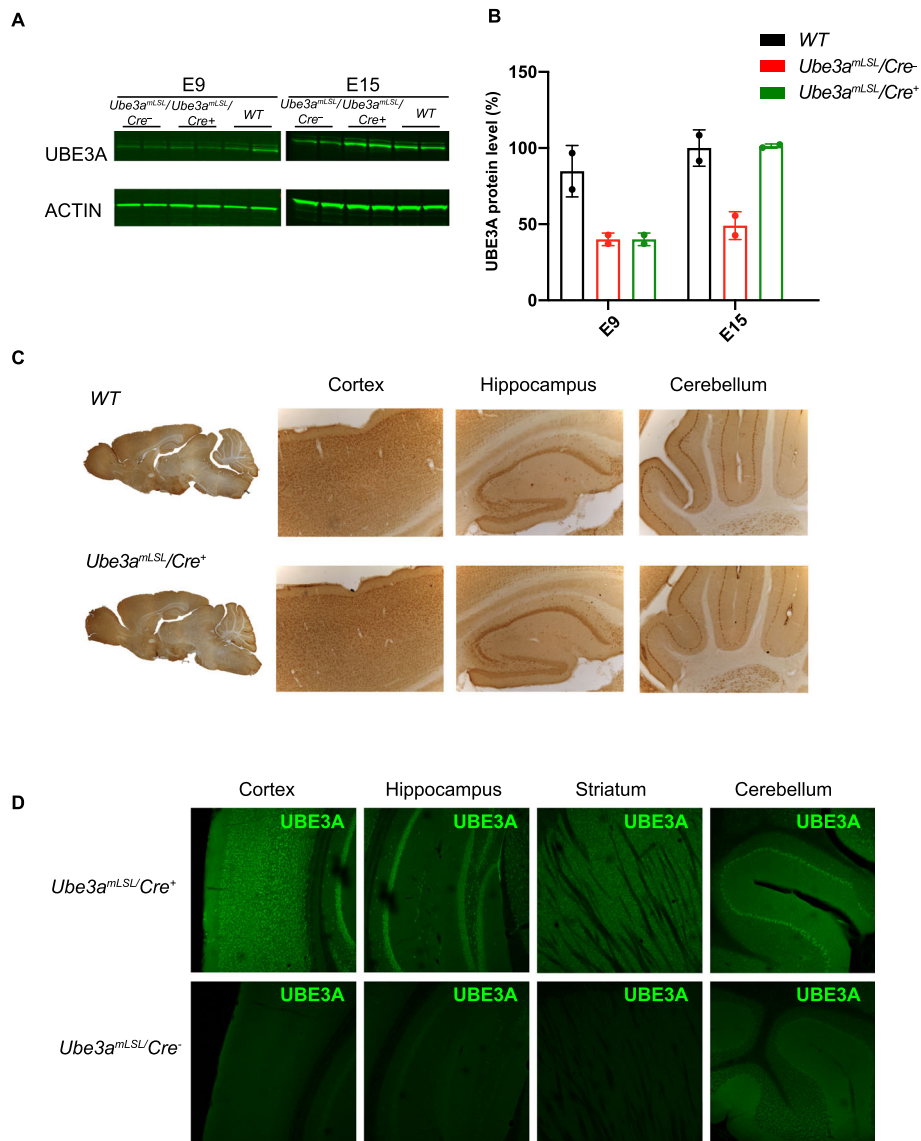 A
E9
E15
Ube3a^mLSL/ Ube3a^mLSL/ WT
Cre– Cre+
Ube3a^mLSL/ Ube3a^mLSL/ WT
Cre– Cre+
UBE3A
ACTIN
B
WT
Ube3a^mLSL/Cre–
Ube3a^mLSL/Cre+
UBE3A protein level (%)
150
100
50
0
E9
E15
C
WT
Cortex
Hippocampus
Cerebellum
Ube3a^mLSL/Cre+
D
Cortex
Hippocampus
Striatum
Cerebellum
Ube3a^mLSL/Cre+
UBE3A
UBE3A
UBE3A
UBE3A
Ube3a^mLSL/Cre-
UBE3A
UBE3A
UBE3A
UBE3A